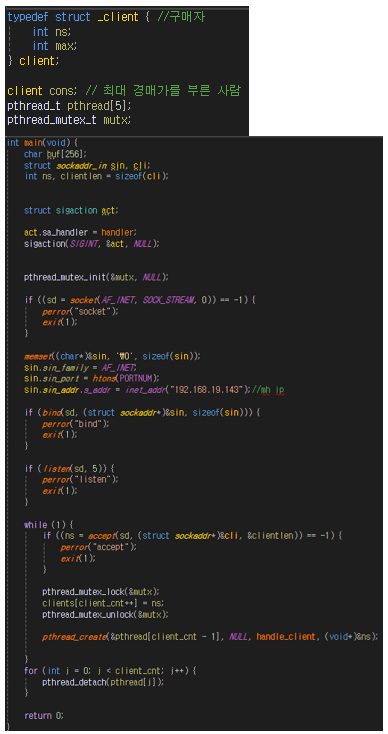 typedef struct _client { //구매자
int ns;
int max;
} client;
client cons; // 최대 경매가를 부른 사람
pthread_t pthread[5];
pthread_mutex_t mutx;
int main(void) {
char buf[256];
struct sockaddr_in sin, cli;
int ns, clientlen = sizeof(cli);
struct sigaction act;
act.sa_handler = handler;
sigaction(SIGINT, &act, NULL);
pthread_mutex_init(&mutx, NULL);
if ((sd = socket(AF_INET, SOCK_STREAM, 0)) == -1) {
perror("socket");
exit(1);
}
memset((char*)&sin, '₩0', sizeof(sin));
sin.sin_family = AF_INET;
sin.sin_port = htons(PORTNUM);
sin.sin_addr.s_addr = inet_addr("192.168.19.143");//mh ip
if (bind(sd, (struct sockaddr*)&sin, sizeof(sin))) {
perror("bind");
exit(1);
}
if (listen(sd, 5)) {
perror("listen");
exit(1);
}
while (1) {
if ((ns = accept(sd, (struct sockaddr*)&cli, &clientlen)) == -1) {
perror("accept");
exit(1);
}
pthread_mutex_lock(&mutx);
clients[client_cnt++] = ns;
pthread_mutex_unlock(&mutx);
pthread_create(&pthread[client_cnt - 1], NULL, handle_client, (void*)&ns);
}
for (int i = 0; i < client_cnt; i++) {
pthread_detach(pthread[i]);
}
return 0;